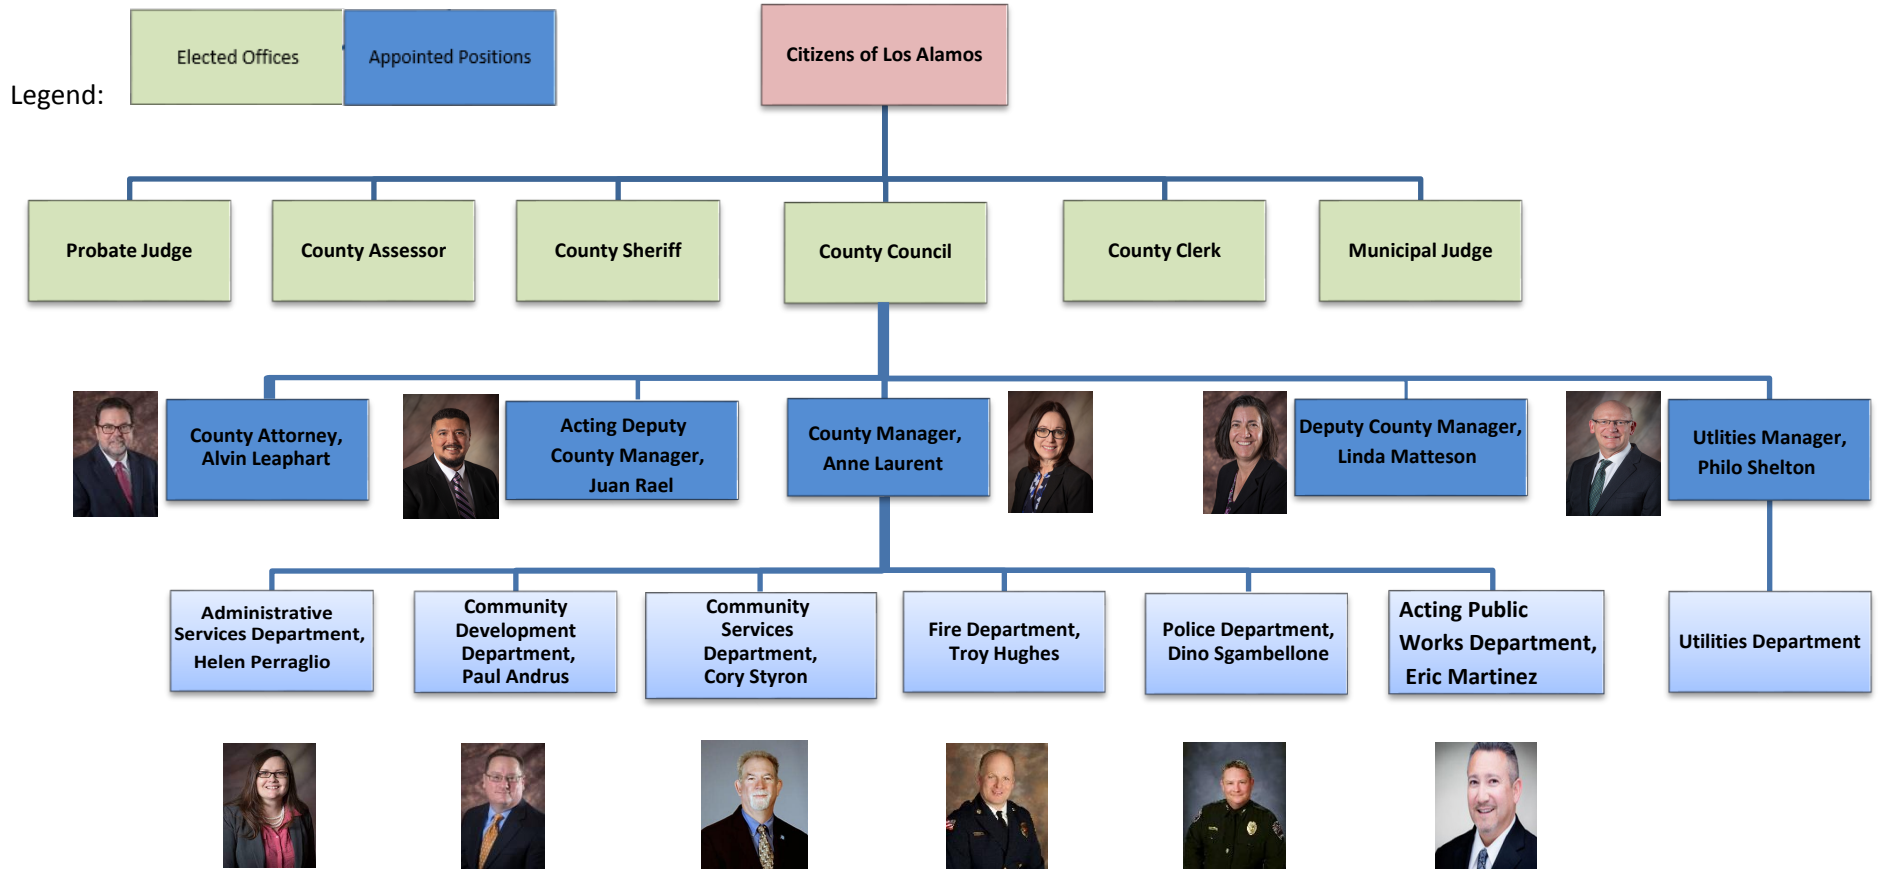 Legend:
Elected Offices
Appointed Positions
Citizens of Los Alamos
Probate Judge
County Assessor
County Sheriff
County Council
County Clerk
Municipal Judge
County Attorney,
Alvin Leaphart
Acting Deputy
County Manager,
Juan Rael
County Manager,
Anne Laurent
Deputy County Manager,
Linda Matteson
Utlities Manager,
Philo Shelton
Administrative
Services Department,
Helen Perraglio
Community
Development
Department,
Paul Andrus
Community
Services
Department,
Cory Styron
Fire Department,
Troy Hughes
Police Department,
Dino Sgambellone
Acting Public
Works Department,
Eric Martinez
Utilities Department